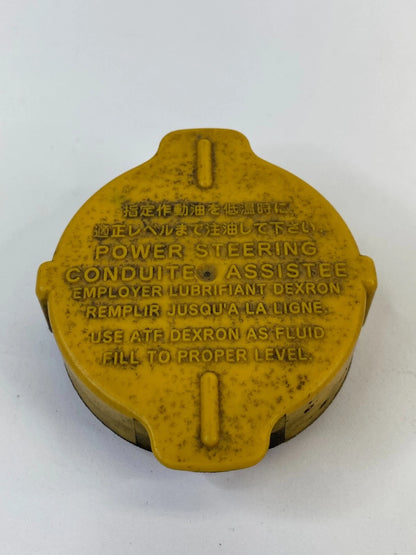 指定作動油を低温時に、
適正レベルまで注油して下さい。
POWER STEERING
CONDUITE ASSISTEE
EMPLOYER LUBRIFIANT DEXRON
REMPLIR JUSQU'A LA LIGNE.
USE ATF DEXRON AS FLUID
FILL TO PROPER LEVEL.